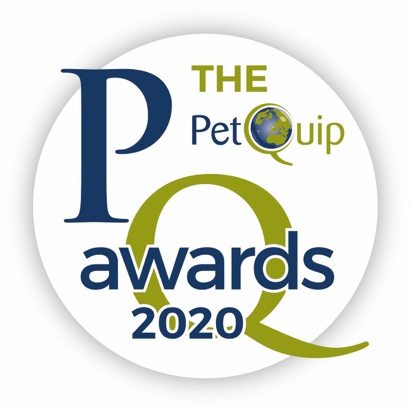 P
THE
PetQuip
Q
awards
2020